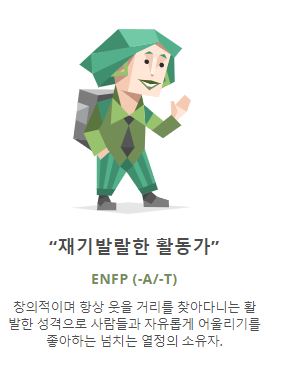 “재기발랄한 활동가”
ENFP (-A/-T)
창의적이며 항상 웃을 거리를 찾아다니는 활
발한 성격으로 사람들과 자유롭게 어울리기를
좋아하는 넘치는 열정의 소유자.